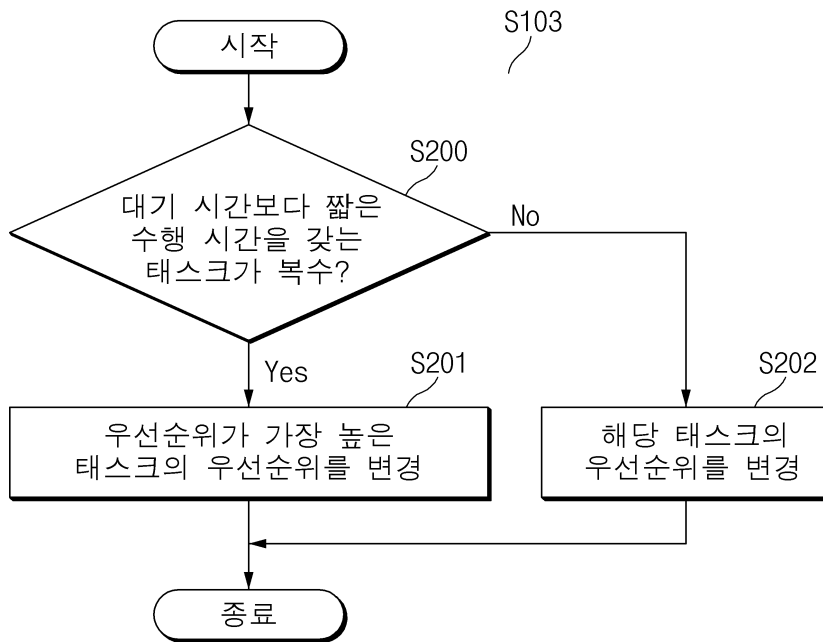 시작
S103
S200
대기 시간보다 짧은
수행 시간을 갖는
태스크가 복수?
No
Yes
S201
우선순위가 가장 높은
태스크의 우선순위를 변경
S202
해당 태스크의
우선순위를 변경
종료